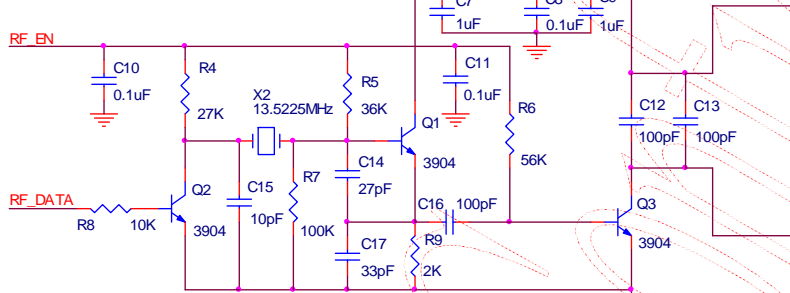 C7
1uF
C8
0.1uF
1uF
RF_EN
C10
0.1uF
R4
27K
X2
13.5225MHz
R5
36K
C11
0.1uF
R6
56K
Q1
3904
C12
100pF
C13
100pF
RF_DATA
R8
10K
Q2
3904
C15
10pF
R7
100K
C14
27pF
C16
100pF
C17
33pF
R9
2K
Q3
3904